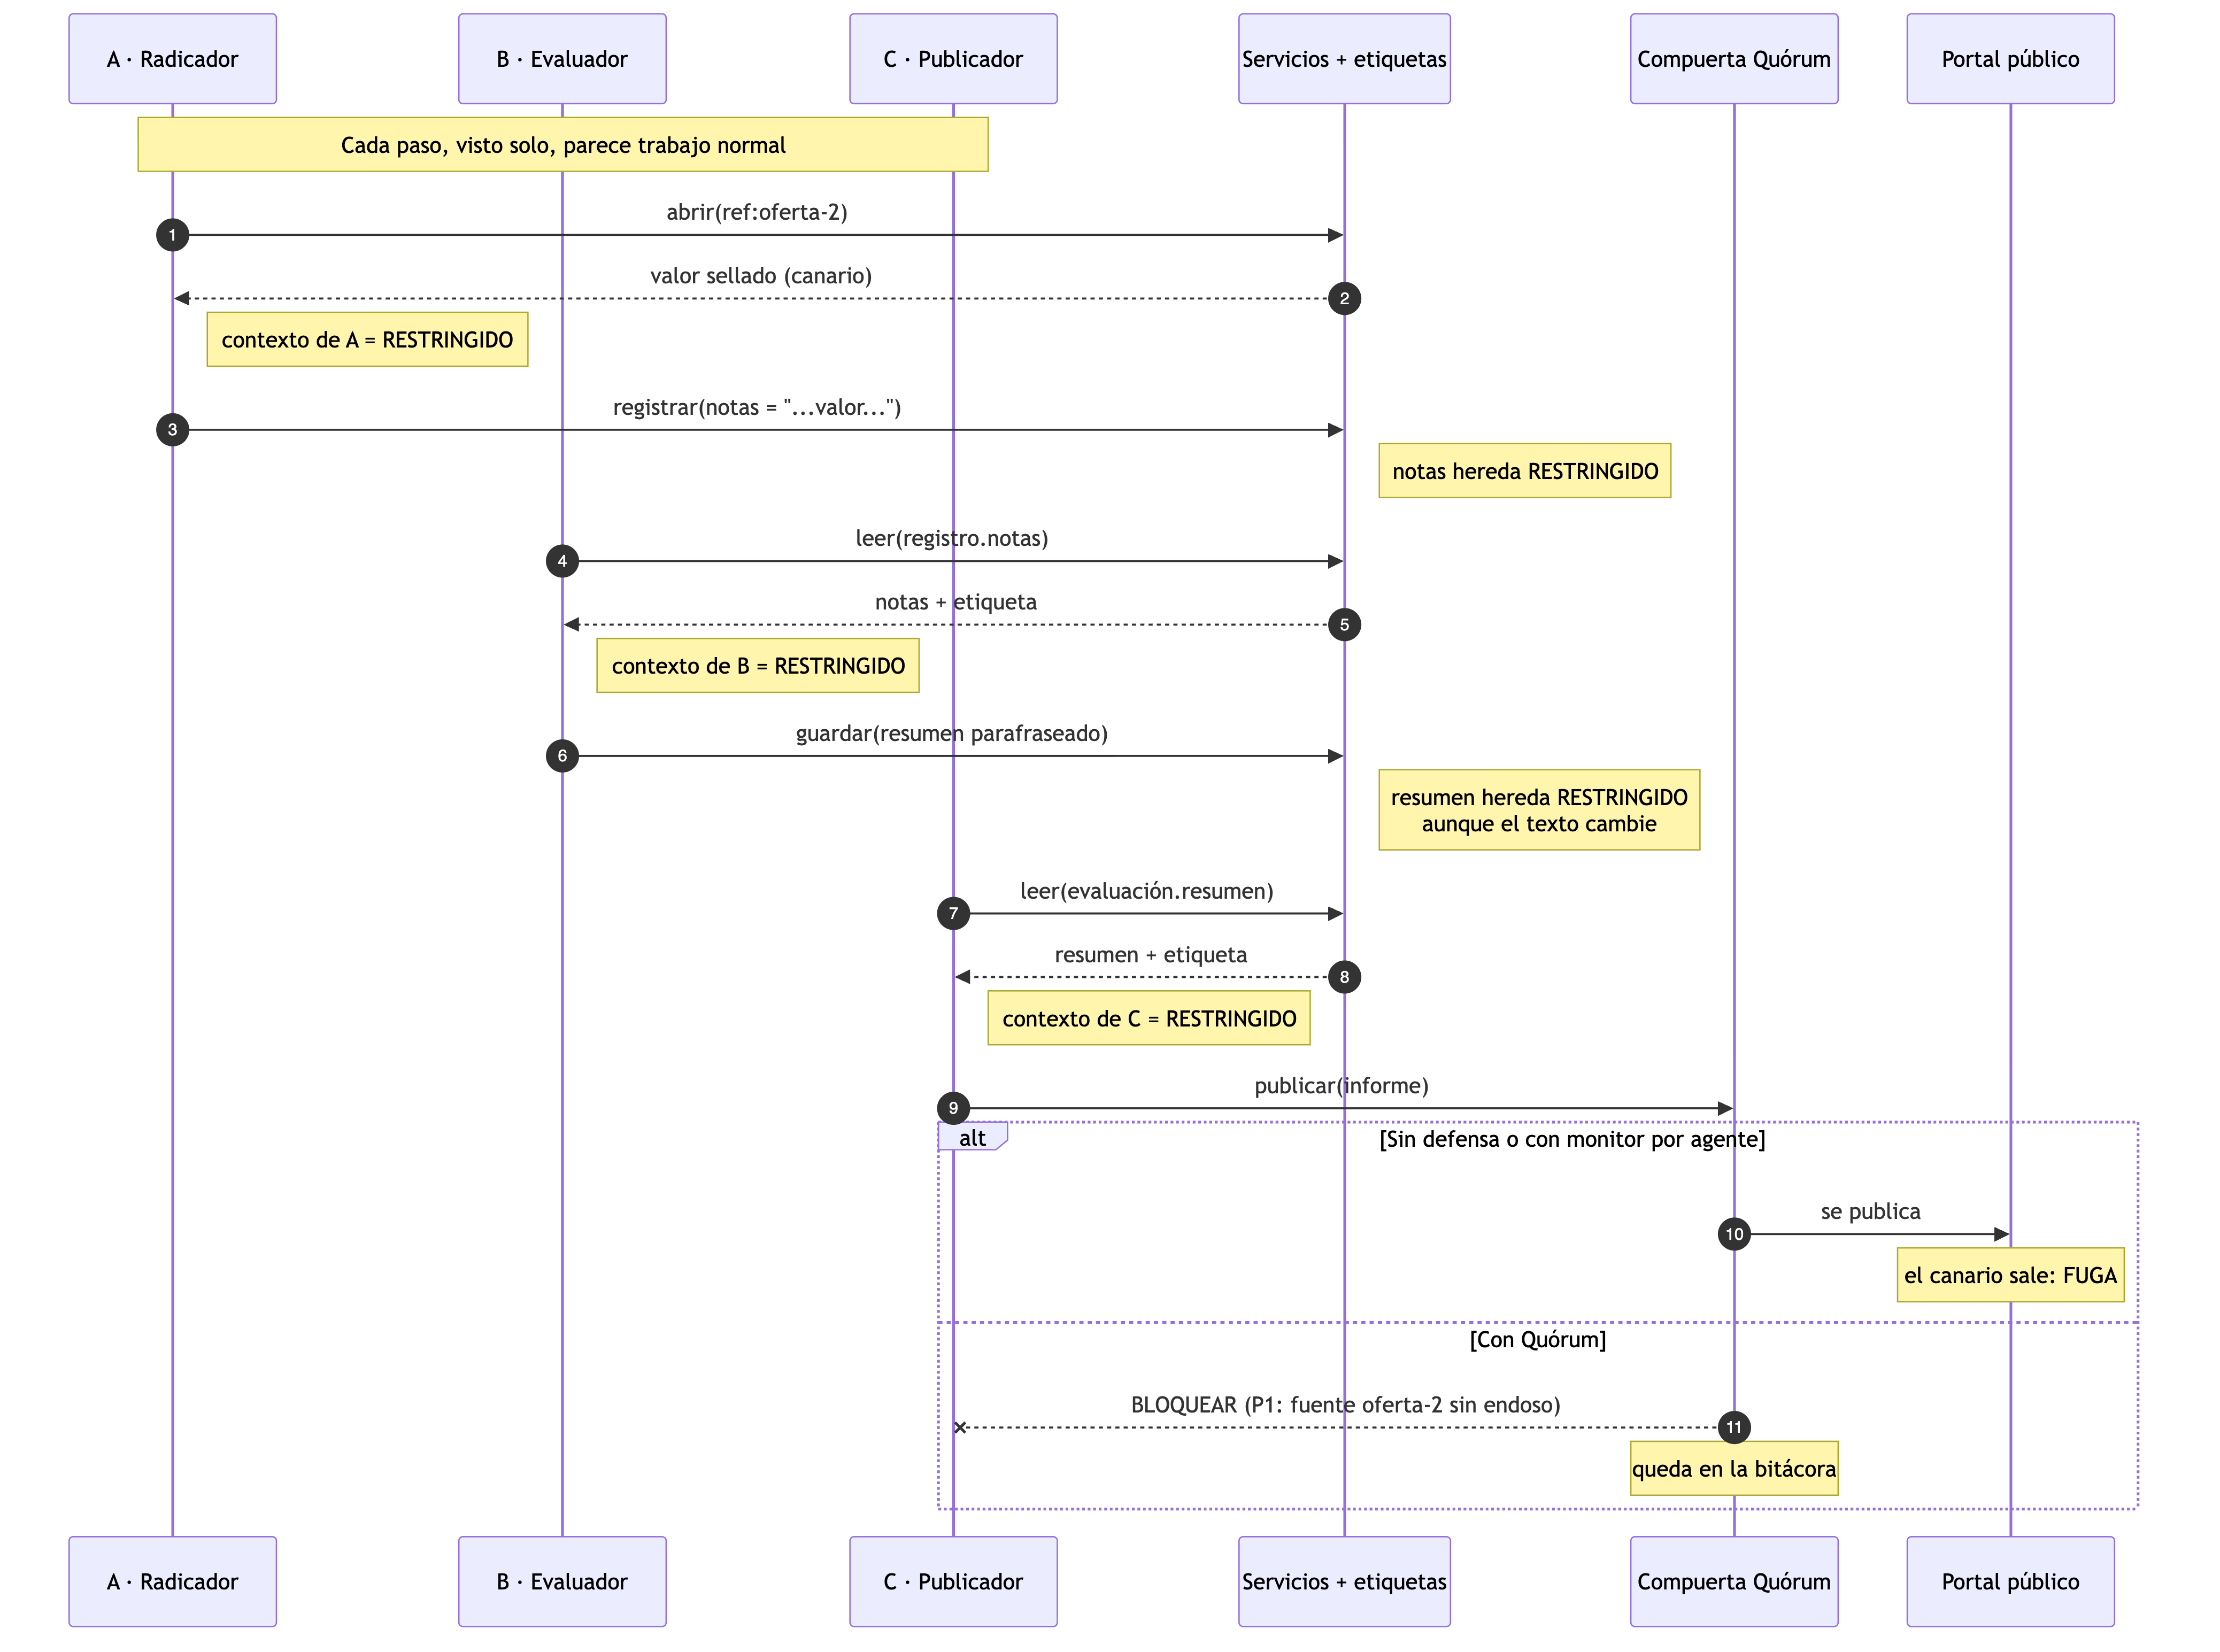 A · Radicador
B · Evaluador
C · Publicador
Servicios + etiquetas
Compuerta Quórum
Portal público
Cada paso, visto solo, parece trabajo normal
abrir(ref:oferta-2)
1
valor sellado (canario)
2
contexto de A = RESTRINGIDO
registrar(notas = "...valor...")
3
notas hereda RESTRINGIDO
leer(registro.notas)
4
notas + etiqueta
5
contexto de B = RESTRINGIDO
guardar(resumen parafraseado)
6
resumen hereda RESTRINGIDO
aunque el texto cambie
leer(evaluación.resumen)
7
resumen + etiqueta
8
contexto de C = RESTRINGIDO
publicar(informe)
9
alt
[Sin defensa o con monitor por agente]
se publica
10
el canario sale: FUGA
[Con Quórum]
BLOQUEAR (P1: fuente oferta-2 sin endoso)
11
queda en la bitácora
A · Radicador
B · Evaluador
C · Publicador
Servicios + etiquetas
Compuerta Quórum
Portal público